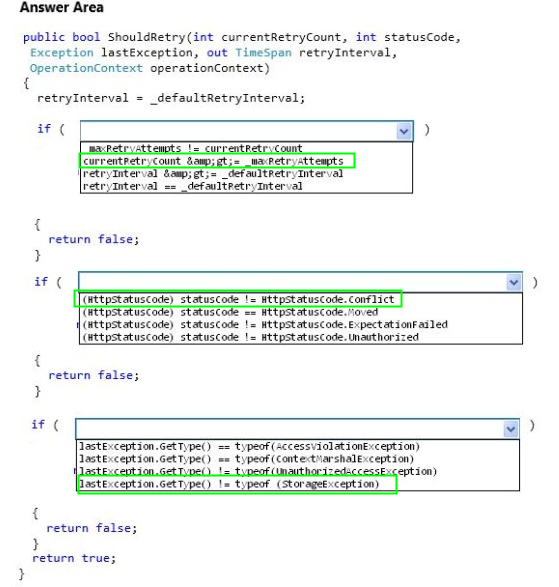 Answer Area
public bool ShouldRetry(int currentRetryCount, int statusCode,
Exception lastException, out TimeSpan retryInterval,
OperationContext operationContext)
{
retryInterval = _defaultRetryInterval;
if ( )
_maxRetryAttempts != currentRetryCount
currentRetryCount &amp;gt;= _maxRetryAttempts
retryInterval &amp;gt;= _defaultRetryInterval
retryInterval == _defaultRetryInterval
{
return false;
}
if ( )
(HttpStatusCode) statusCode != HttpStatusCode.Conflict
(HttpStatusCode) statusCode == HttpStatusCode.Moved
(HttpStatusCode) statusCode != HttpStatusCode.ExpectationFailed
(HttpStatusCode) statusCode != HttpStatusCode.Unauthorized
{
return false;
}
if ( )
lastException.GetType() == typeof(AccessViolationException)
lastException.GetType() == typeof(ContextMarshalException)
lastException.GetType() != typeof(UnauthorizedAccessException)
lastException.GetType() != typeof (StorageException)
{
return false;
}
return true;
}